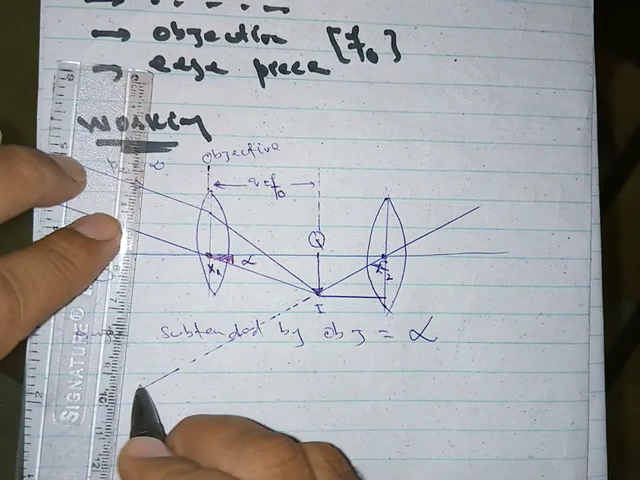 → objective [f₀]
→ eye piece
Working
P → ∞
objective
q = f₀
Q
X₁ α
X₂
I
Subtended by obj = α
SIGNATURE